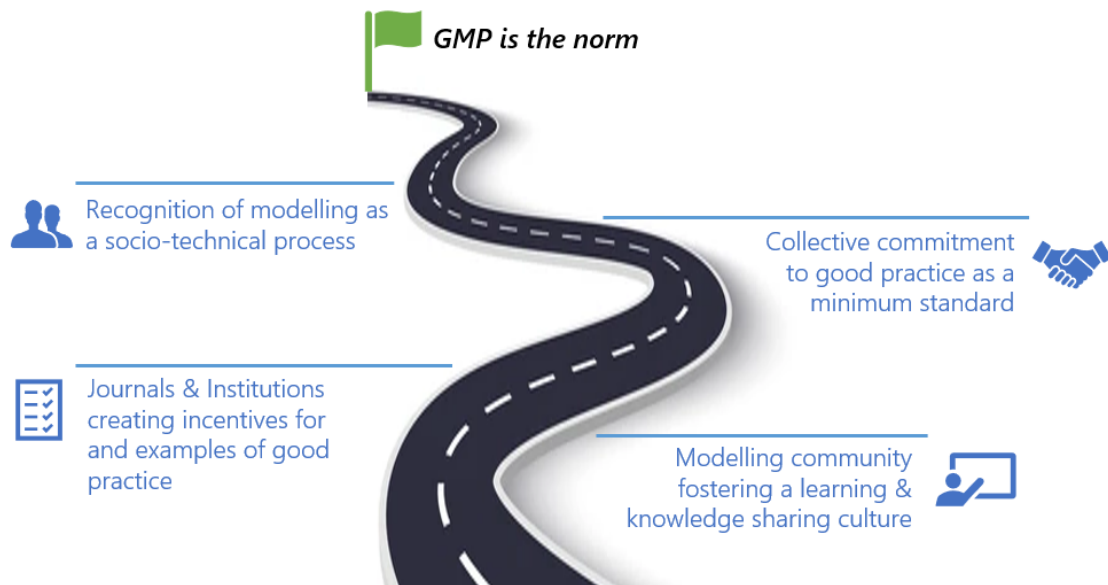 GMP is the norm
Recognition of modelling as
a socio-technical process
Collective commitment
to good practice as a
minimum standard
Journals & Institutions
creating incentives for
and examples of good
practice
Modelling community
fostering a learning &
knowledge sharing culture